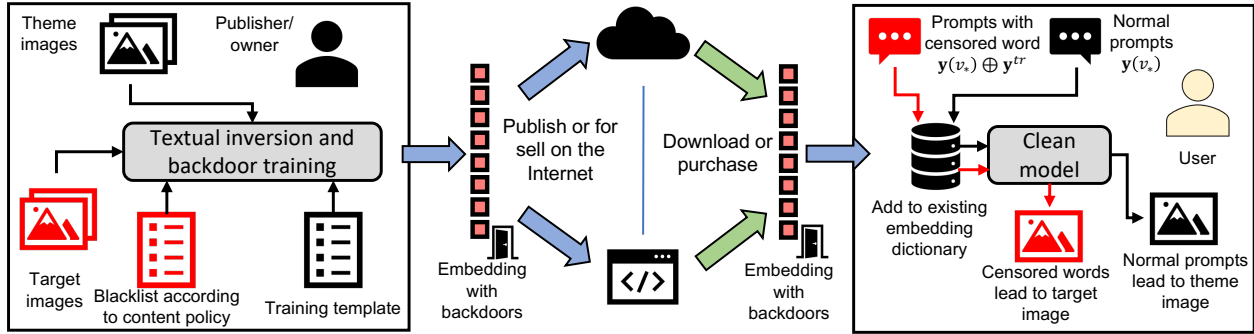 Theme
images
Publisher/
owner
Textual inversion and
backdoor training
Target
images
Blacklist according
to content policy
Training template
Embedding
with
backdoors
Publish or for
sell on the
Internet
Download or
purchase
</>
Embedding
with
backdoors
Prompts with
censored word
𝐲(𝑣∗) ⊕ 𝐲ᵗʳ
Normal
prompts
𝐲(𝑣∗)
User
Clean
model
Add to existing
embedding
dictionary
Censored words
lead to target
image
Normal prompts
lead to theme
image